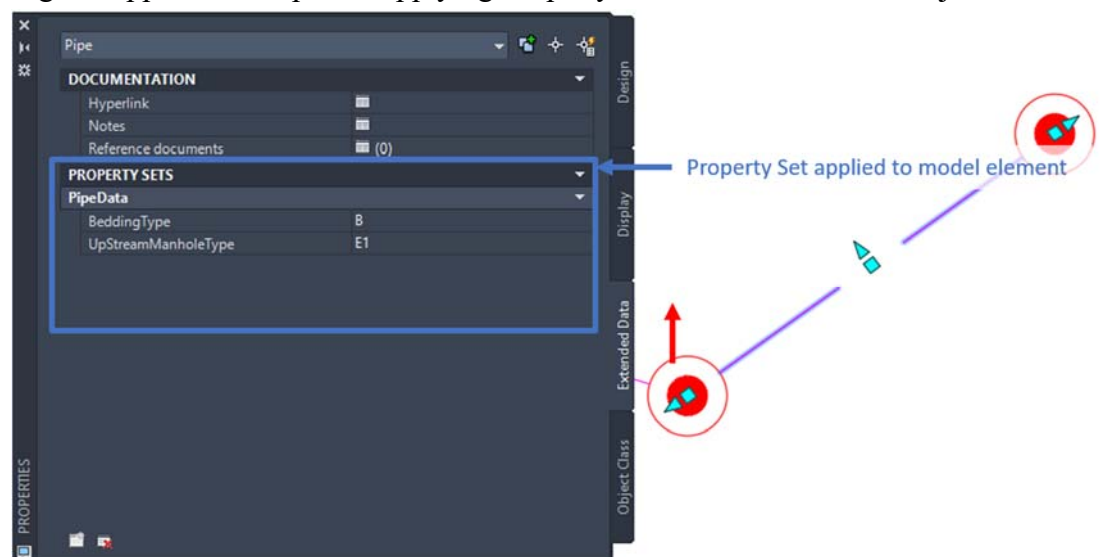 Pipe
DOCUMENTATION
Hyperlink
Notes
Reference documents (0)
PROPERTY SETS
PipeData
BeddingType B
UpStreamManholeType E1
Design
Display
Extended Data
Object Class
PROPERTIES
Property Set applied to model element